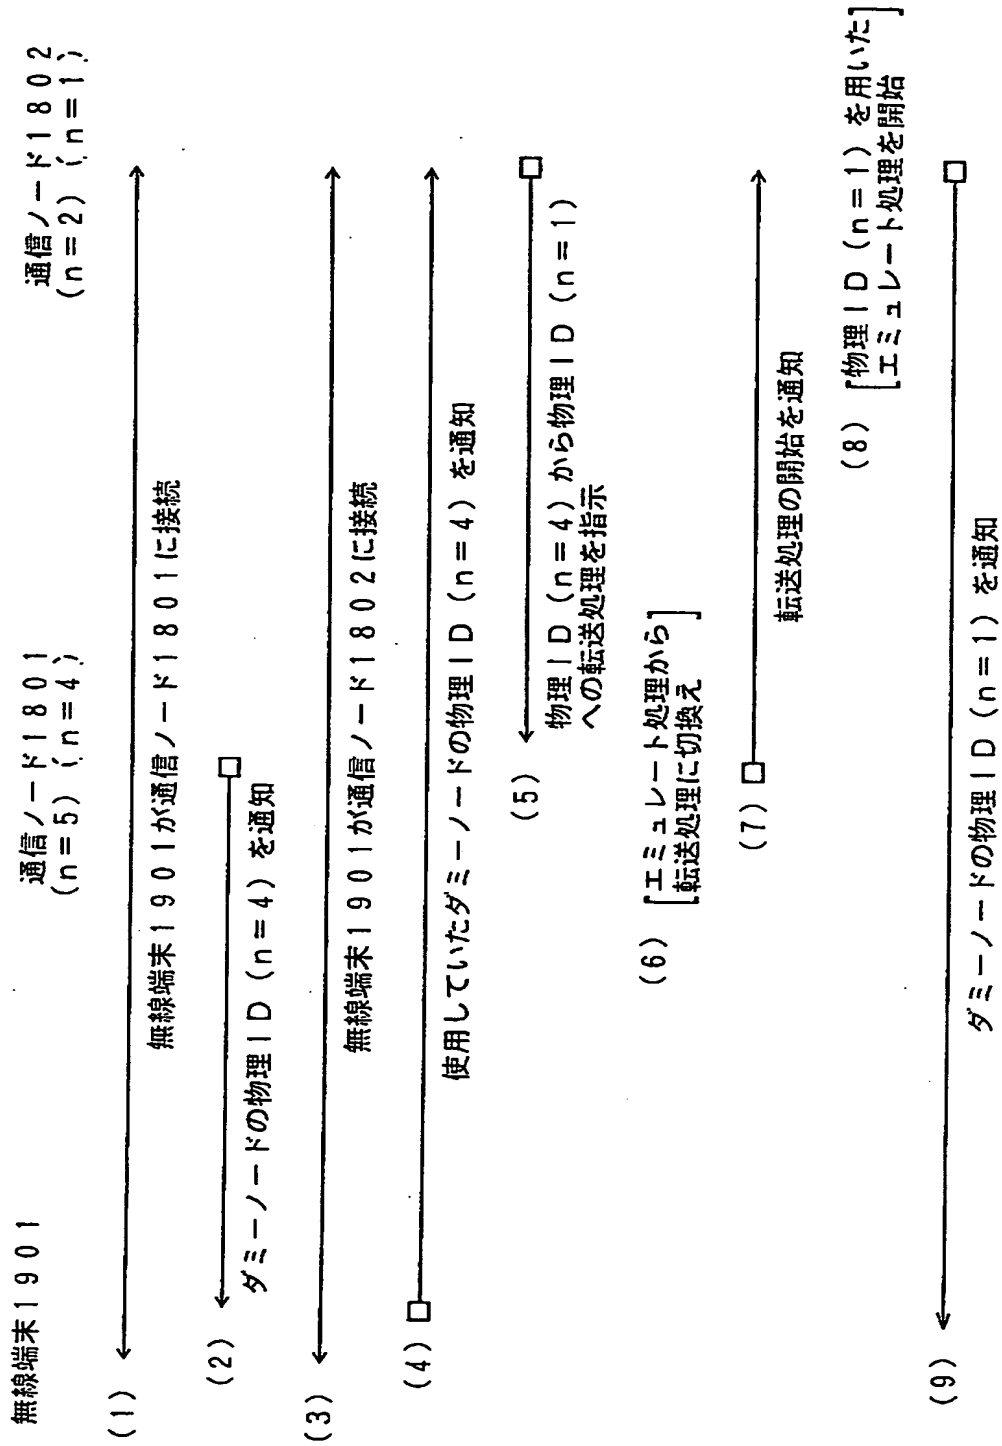 無線端末1901
通信ノード1801
(n=5)(n=4)
通信ノード1802
(n=2)(n=1)
(1)
無線端末1901が通信ノード1801に接続
(2)
ダミーノードの物理ID(n=4)を通知
(3)
無線端末1901が通信ノード1802に接続
(4)
使用していたダミーノードの物理ID(n=4)を通知
(5)
物理ID(n=4)から物理ID(n=1)
への転送処理を指示
(6) [エミュレート処理から
転送処理に切換え]
(7)
転送処理の開始を通知
(8) [物理ID(n=1)を用いた
エミュレート処理を開始]
(9)
ダミーノードの物理ID(n=1)を通知